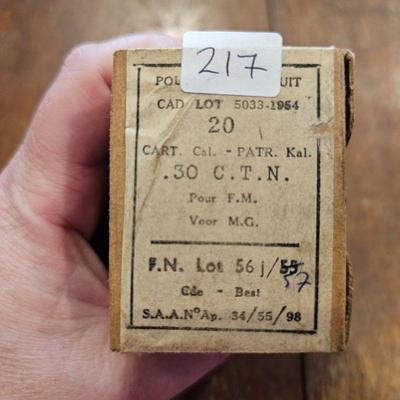 217
POU UIT
CAD LOT 5033-1954
20
CART. Cal. - PATR. Kal.
.30 C.T.N.
Pour F.M.
Voor M.G.
F.N. Lot 56 j/55
57
Cde - Best
S.A.A.Nº Ap. 34/55/98